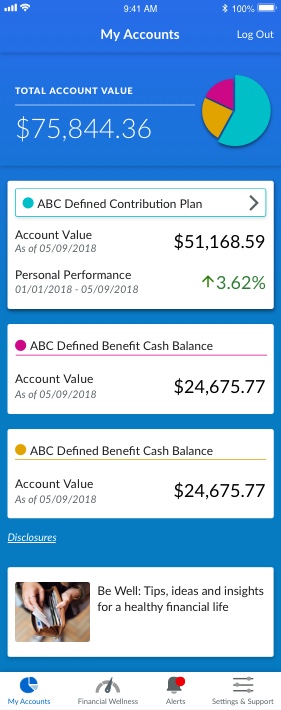 9:41 AM
100%
My Accounts
Log Out
TOTAL ACCOUNT VALUE
$75,844.36
ABC Defined Contribution Plan
Account Value
As of 05/09/2018
$51,168.59
Personal Performance
01/01/2018 - 05/09/2018
3.62%
ABC Defined Benefit Cash Balance
Account Value
As of 05/09/2018
$24,675.77
ABC Defined Benefit Cash Balance
Account Value
As of 05/09/2018
$24,675.77
Disclosures
Be Well: Tips, ideas and insights
for a healthy financial life
My Accounts
Financial Wellness
Alerts
Settings & Support